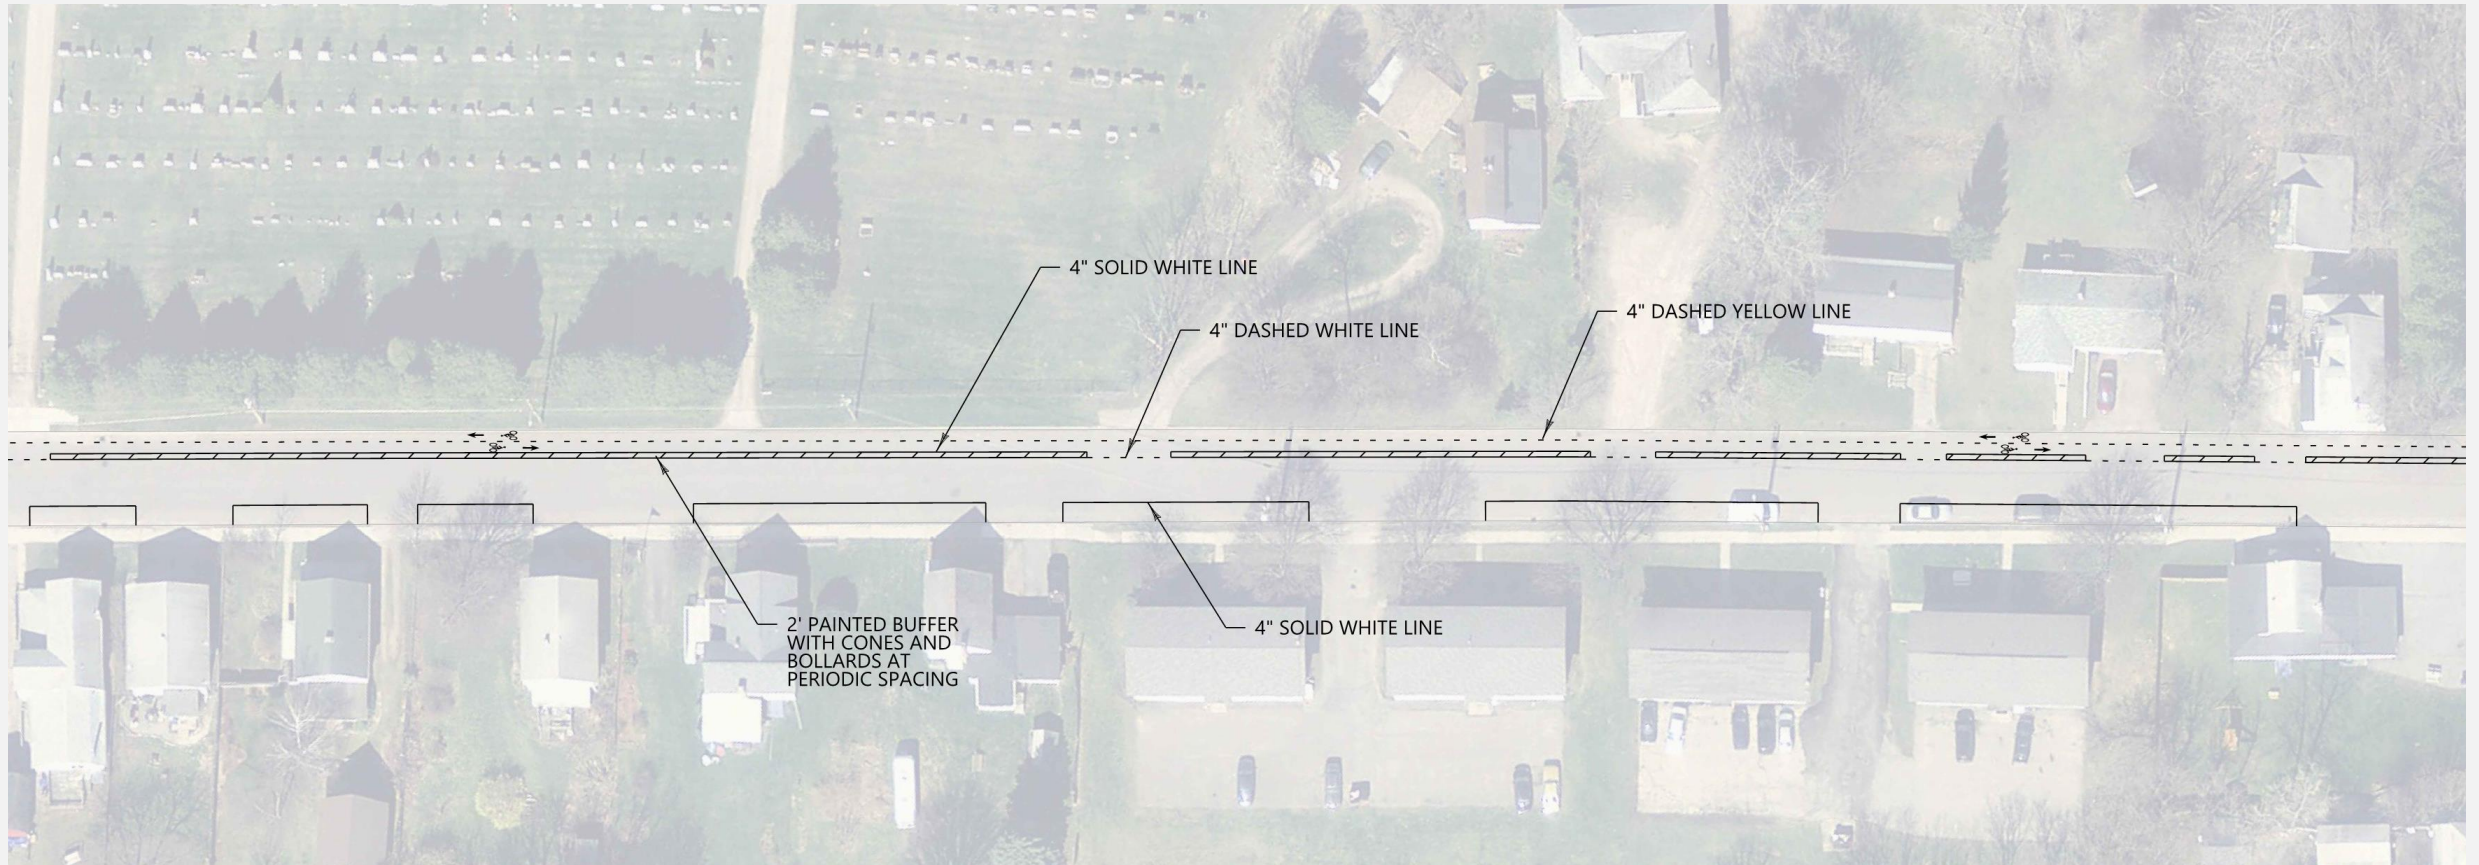 4" SOLID WHITE LINE
4" DASHED WHITE LINE
4" DASHED YELLOW LINE
2' PAINTED BUFFER
WITH CONES AND
BOLLARDS AT
PERIODIC SPACING
4" SOLID WHITE LINE